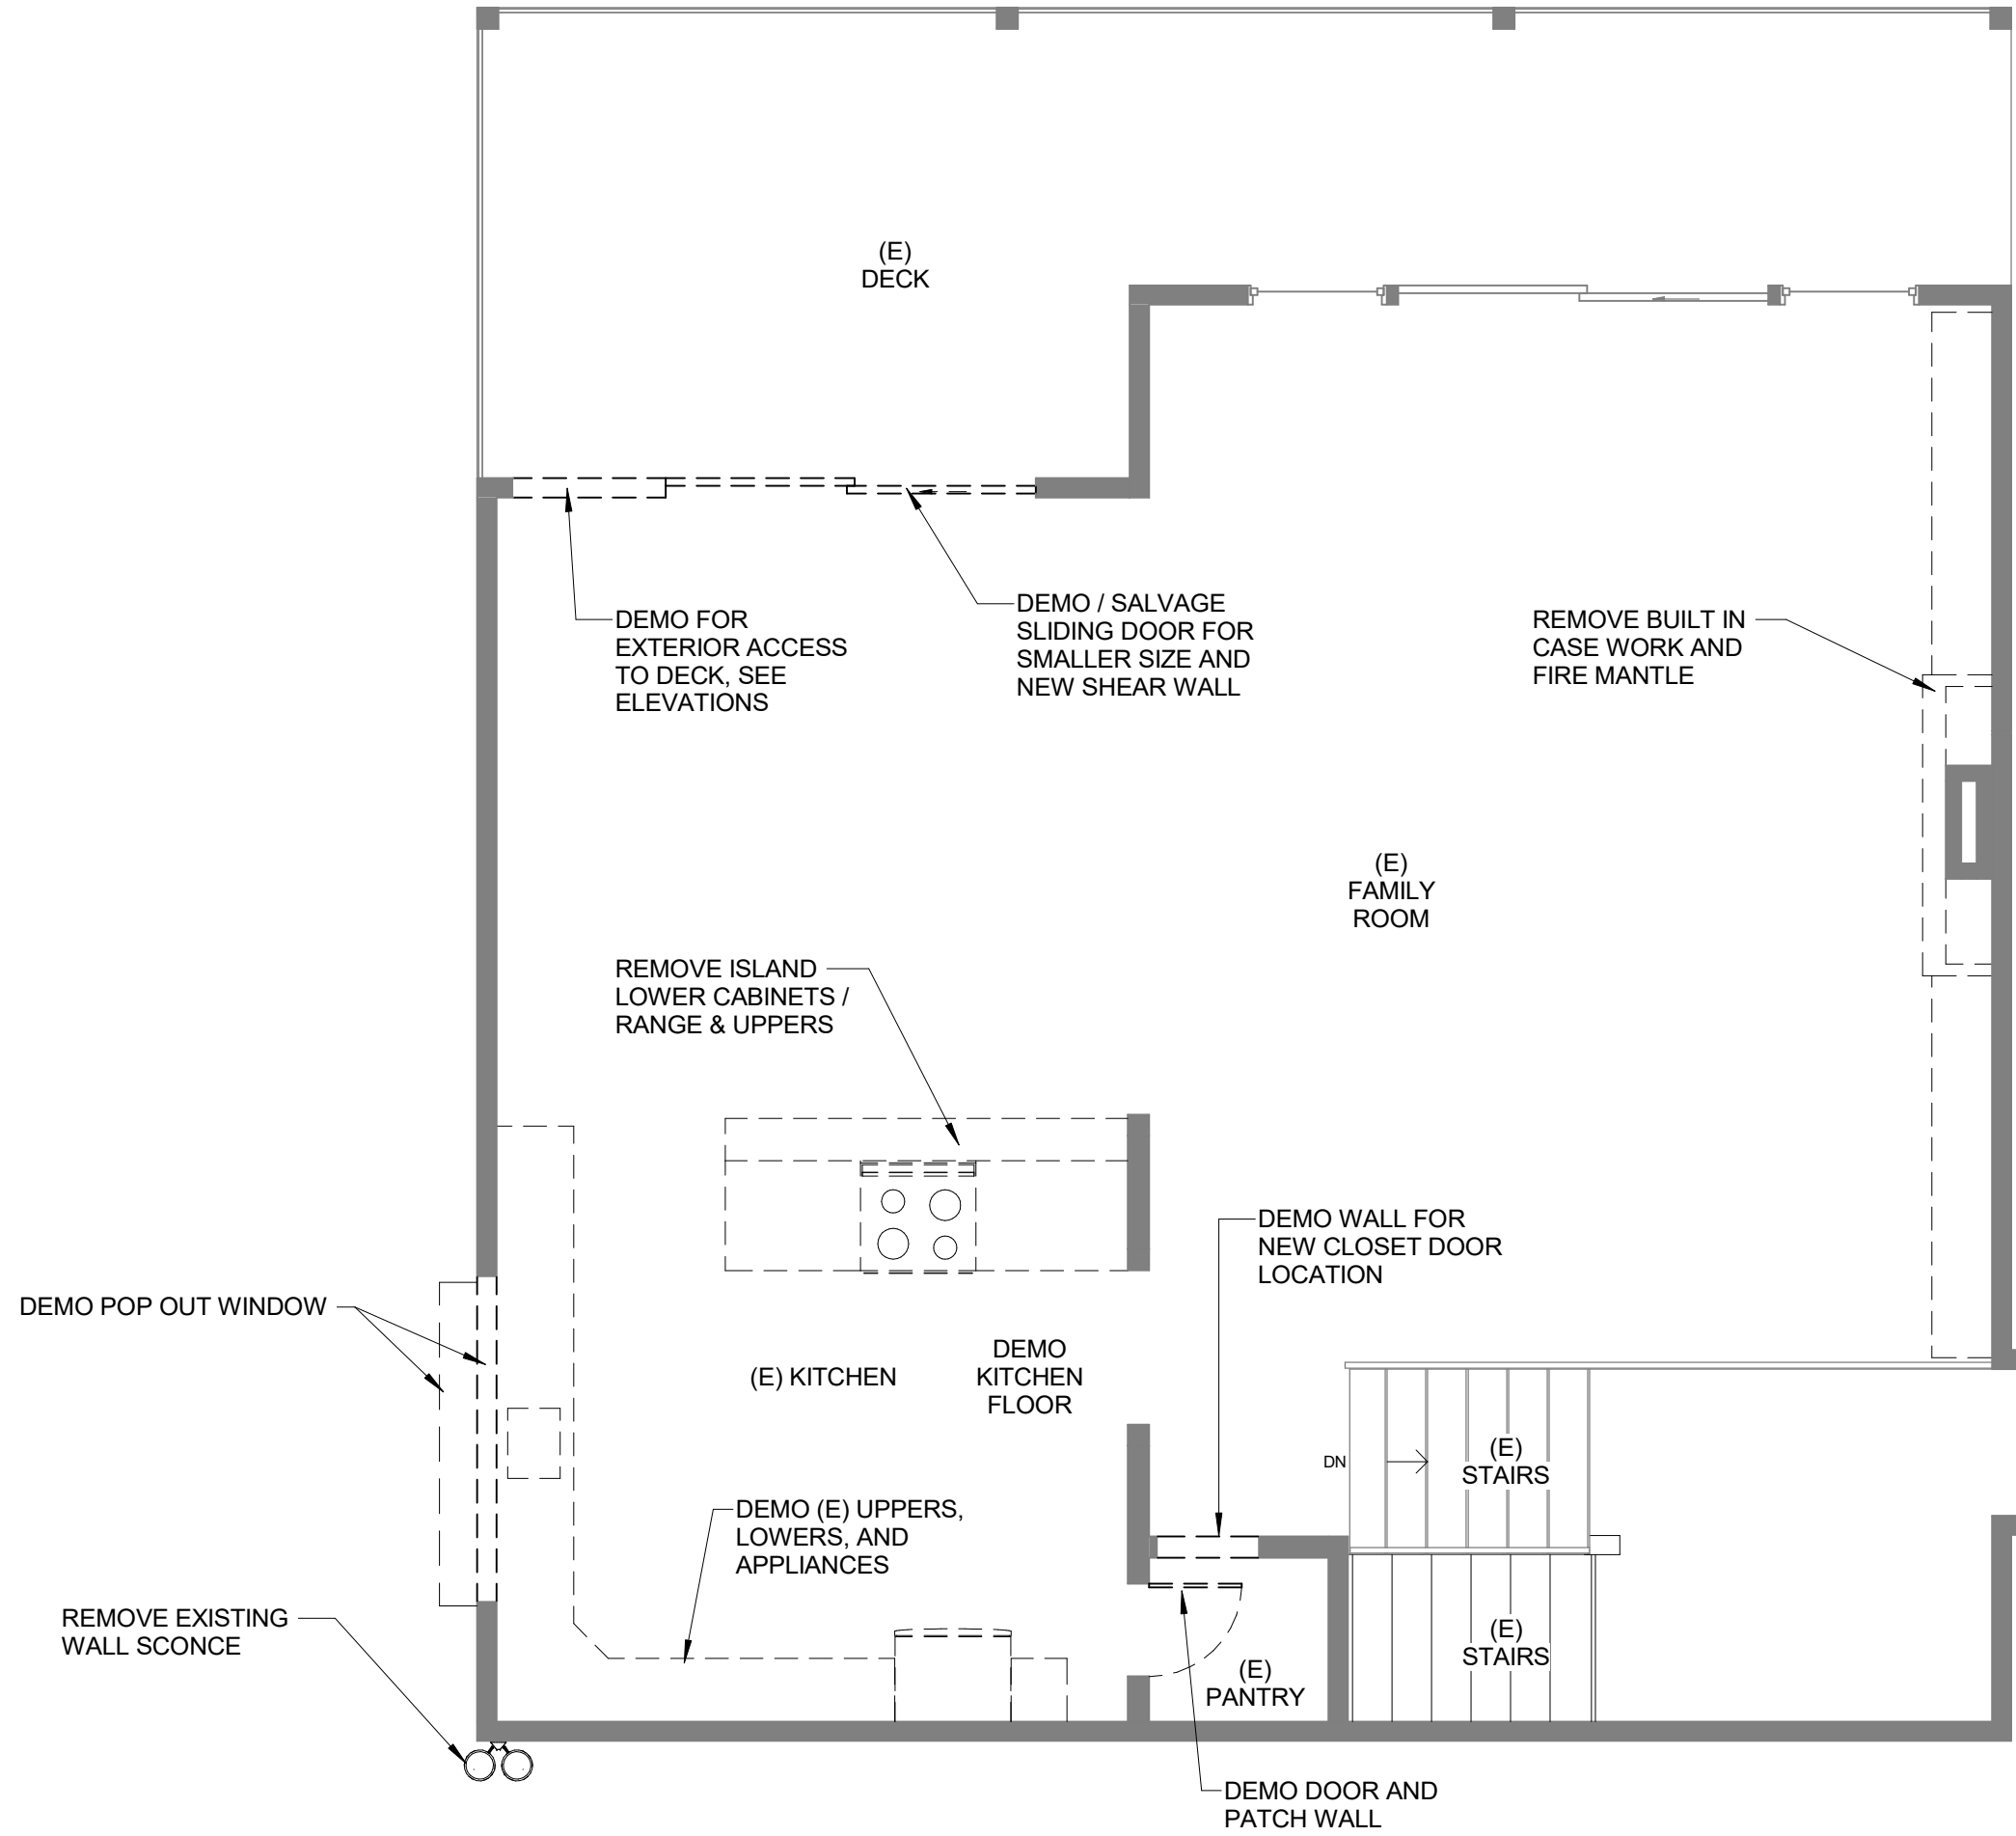 (E)
DECK
DEMO FOR
EXTERIOR ACCESS
TO DECK, SEE
ELEVATIONS
DEMO / SALVAGE
SLIDING DOOR FOR
SMALLER SIZE AND
NEW SHEAR WALL
REMOVE BUILT IN
CASE WORK AND
FIRE MANTLE
(E)
FAMILY
ROOM
REMOVE ISLAND
LOWER CABINETS /
RANGE & UPPERS
DEMO WALL FOR
NEW CLOSET DOOR
LOCATION
DEMO POP OUT WINDOW
(E) KITCHEN
DEMO
KITCHEN
FLOOR
DN
(E)
STAIRS
DEMO (E) UPPERS,
LOWERS, AND
APPLIANCES
REMOVE EXISTING
WALL SCONCE
(E)
STAIRS
(E)
PANTRY
DEMO DOOR AND
PATCH WALL